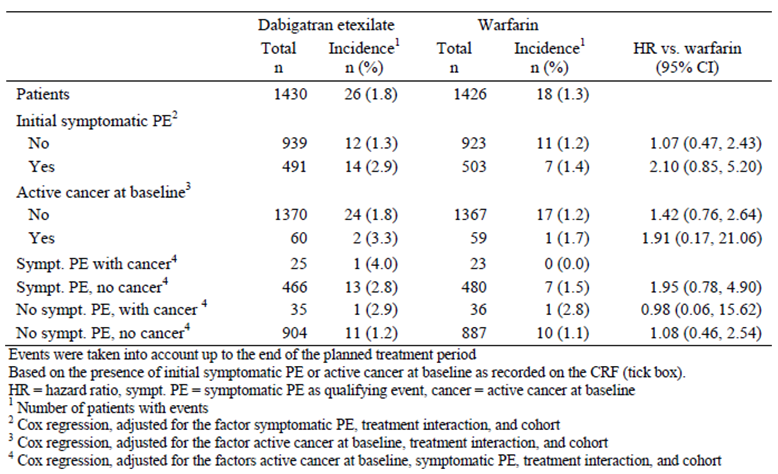 Dabigatran etexilate Warfarin
Total Incidence¹ Total Incidence¹ HR vs. warfarin
n n (%) n n (%) (95% CI)
Patients 1430 26 (1.8) 1426 18 (1.3)
Initial symptomatic PE²
No 939 12 (1.3) 923 11 (1.2) 1.07 (0.47, 2.43)
Yes 491 14 (2.9) 503 7 (1.4) 2.10 (0.85, 5.20)
Active cancer at baseline³
No 1370 24 (1.8) 1367 17 (1.2) 1.42 (0.76, 2.64)
Yes 60 2 (3.3) 59 1 (1.7) 1.91 (0.17, 21.06)
Sympt. PE with cancer⁴ 25 1 (4.0) 23 0 (0.0)
Sympt. PE, no cancer⁴ 466 13 (2.8) 480 7 (1.5) 1.95 (0.78, 4.90)
No sympt. PE, with cancer ⁴ 35 1 (2.9) 36 1 (2.8) 0.98 (0.06, 15.62)
No sympt. PE, no cancer⁴ 904 11 (1.2) 887 10 (1.1) 1.08 (0.46, 2.54)
Events were taken into account up to the end of the planned treatment period
Based on the presence of initial symptomatic PE or active cancer at baseline as recorded on the CRF (tick box).
HR = hazard ratio, sympt. PE = symptomatic PE as qualifying event, cancer = active cancer at baseline
¹ Number of patients with events
² Cox regression, adjusted for the factor symptomatic PE, treatment interaction, and cohort
³ Cox regression, adjusted for the factor active cancer at baseline, treatment interaction, and cohort
⁴ Cox regression, adjusted for the factors active cancer at baseline, symptomatic PE, treatment interaction, and cohort